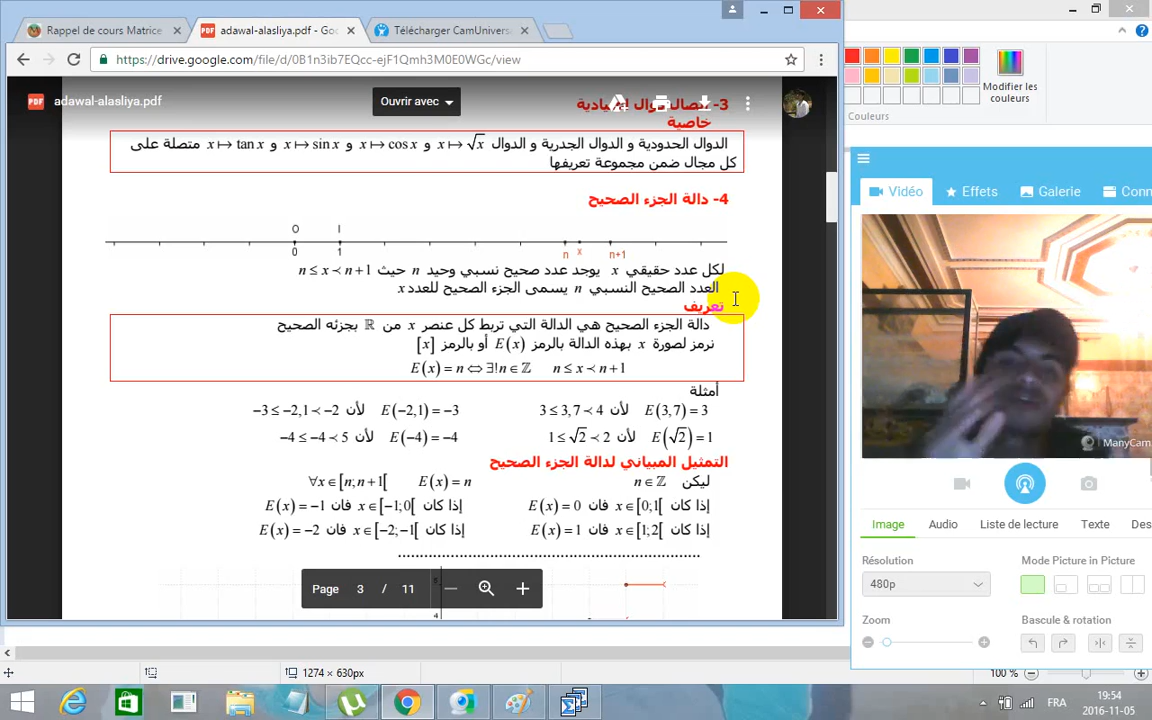 Rappel de cours Matrice
adawal-alasliya.pdf - Go
Télécharger CamUnivers
https://drive.google.com/file/d/0B1n3ib7EQcc-ejF1Qmh3M0E0WGc/view
adawal-alasliya.pdf
Ouvrir avec
خاصية
الدوال الحدودية و الدوال الجدرية و الدوال x↦√x و x↦cos x و x↦sin x و x↦tan x متصلة على
كل مجال ضمن مجموعة تعريفها
4- دالة الجزء الصحيح
O I
0 1 n x n+1
لكل عدد حقيقي x يوجد عدد صحيح نسبي وحيد n حيث n ≤ x ≺ n+1
العدد الصحيح النسبي n يسمى الجزء الصحيح للعدد x
تعريف
دالة الجزء الصحيح هي الدالة التي تربط كل عنصر x من ℝ بجزئه الصحيح
نرمز لصورة x بهذه الدالة بالرمز E(x) أو بالرمز [x]
E(x) = n ⇔ ∃!n∈ℤ n ≤ x ≺ n+1
أمثلة
E(3,7) = 3 لأن 3 ≤ 3,7 ≺ 4 E(−2,1) = −3 لأن −3 ≤ −2,1 ≺ −2
E(√2) = 1 لأن 1 ≤ √2 ≺ 2 E(−4) = −4 لأن −4 ≤ −4 ≺ 5
التمثيل المبياني لدالة الجزء الصحيح
ليكن n∈ℤ ∀x∈[n;n+1[ E(x) = n
إذا كان x∈[0;1[ فان E(x) = 0 إذا كان x∈[−1;0[ فان E(x) = −1
إذا كان x∈[1;2[ فان E(x) = 1 إذا كان x∈[−2;−1[ فان E(x) = −2
Page 3 / 11
4
Modifier les
couleurs
Couleurs
Vidéo
Effets
Galerie
Conn
ManyCam
Image
Audio
Liste de lecture
Texte
Des
Résolution
Mode Picture in Picture
480p
Zoom
Bascule & rotation
1274 × 630px
100 %
FRA
19:54
2016-11-05